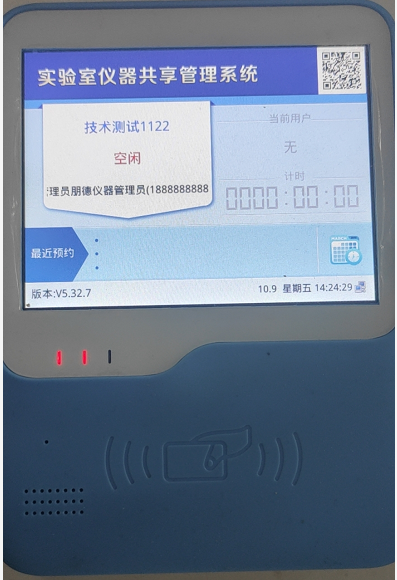 实验室仪器共享管理系统
技术测试1122
空闲
理员朋德仪器管理员(1888888888
当前用户
无
计时
0000:00:00
最近预约
版本:V5.32.7
10.9 星期五 14:24:29